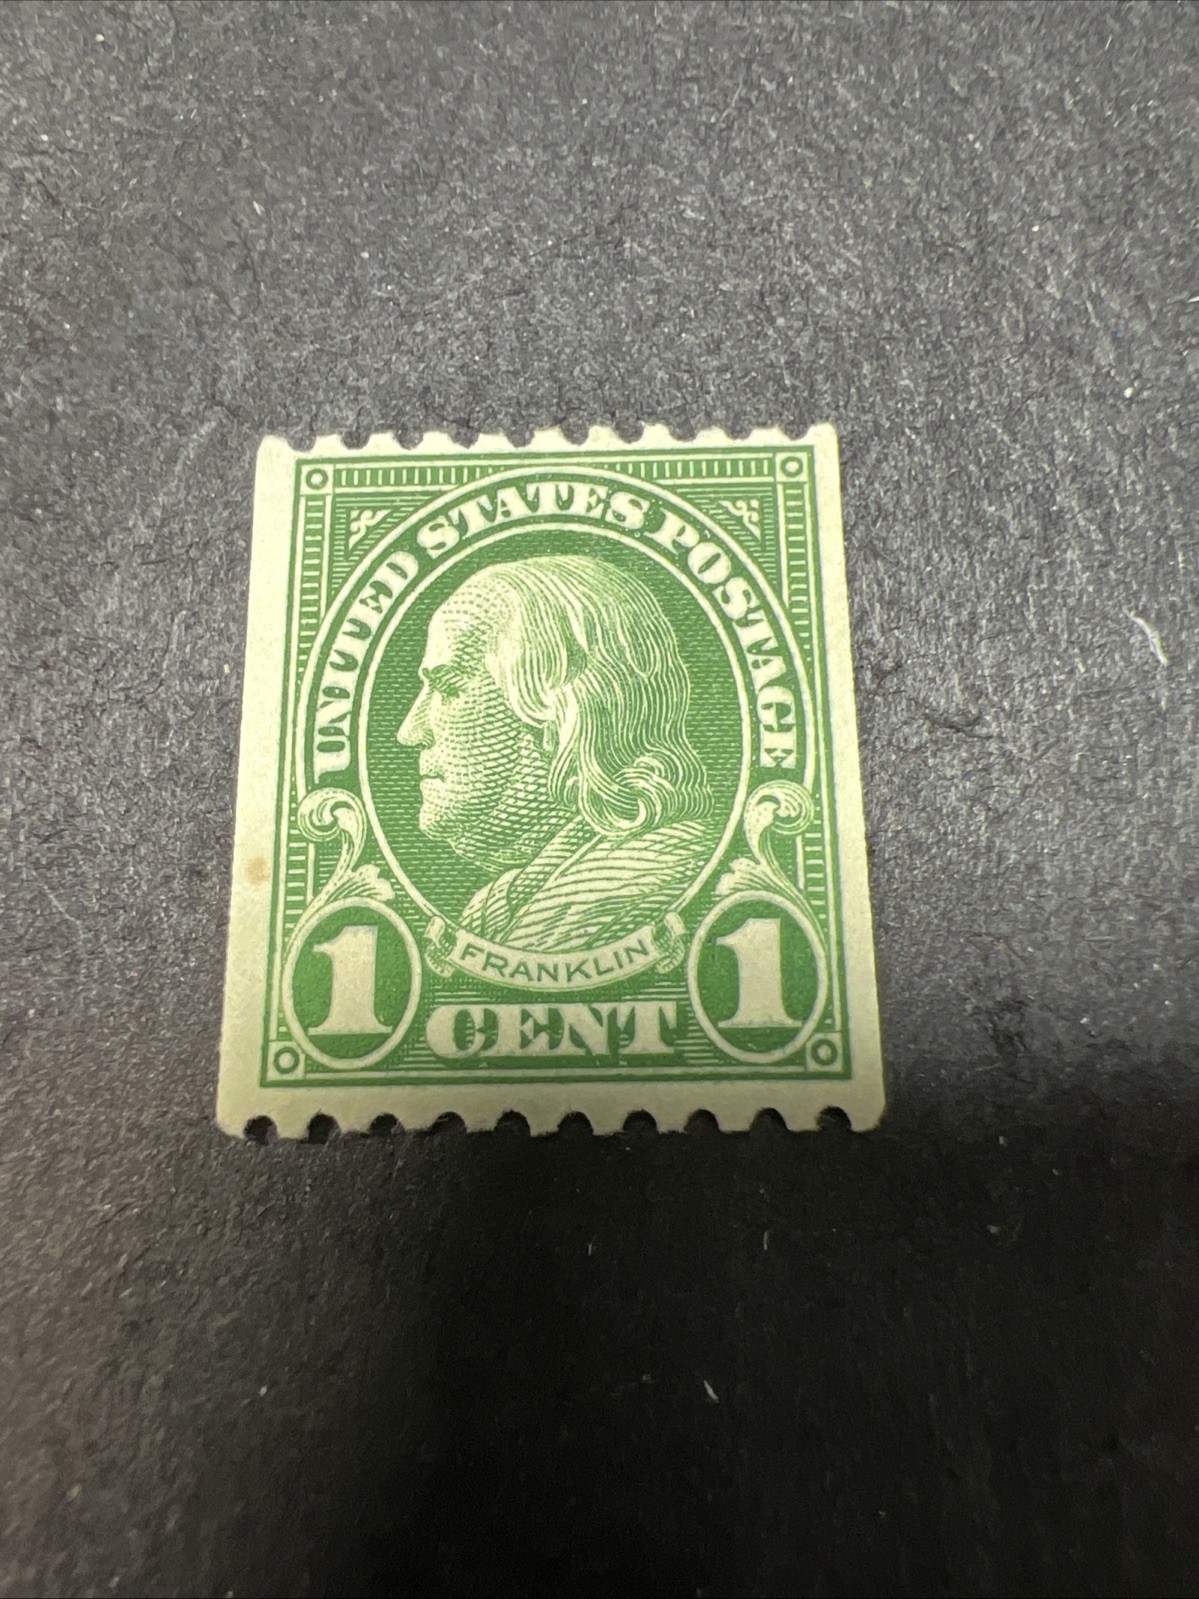 UNITED STATES POSTAGE
FRANKLIN
1 CENT 1